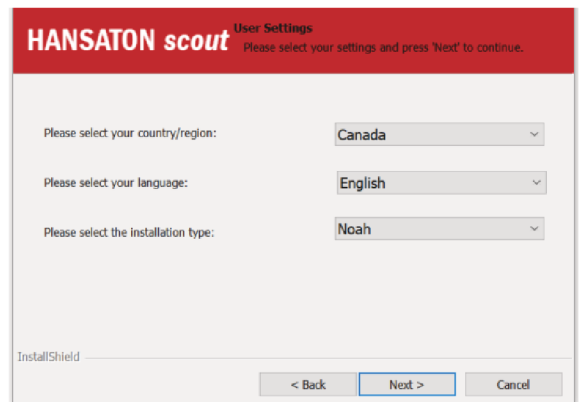 HANSATON scout
User Settings
Please select your settings and press 'Next' to continue.
Please select your country/region:
Canada
Please select your language:
English
Please select the installation type:
Noah
InstallShield
< Back
Next >
Cancel